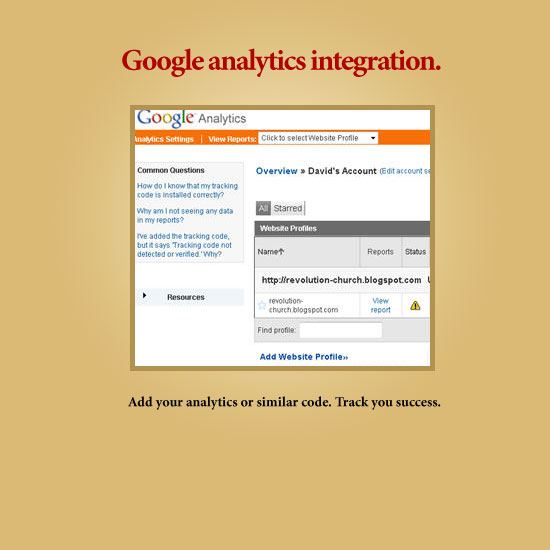 Google analytics integration.
Google Analytics
Analytics Settings | View Reports: Click to select Website Profile
Common Questions
How do I know that my tracking
code is installed correctly?
Why am I not seeing any data
in my reports?
I've added the tracking code,
but it says 'Tracking code not
detected or verified.' Why?
Resources
Overview » David's Account (Edit account se
All Starred
Website Profiles
Name↑ Reports Status
http://revolution-church.blogspot.com
revolution-
church.blogspot.com
View
report
Find profile:
Add Website Profile»
Add your analytics or similar code. Track you success.